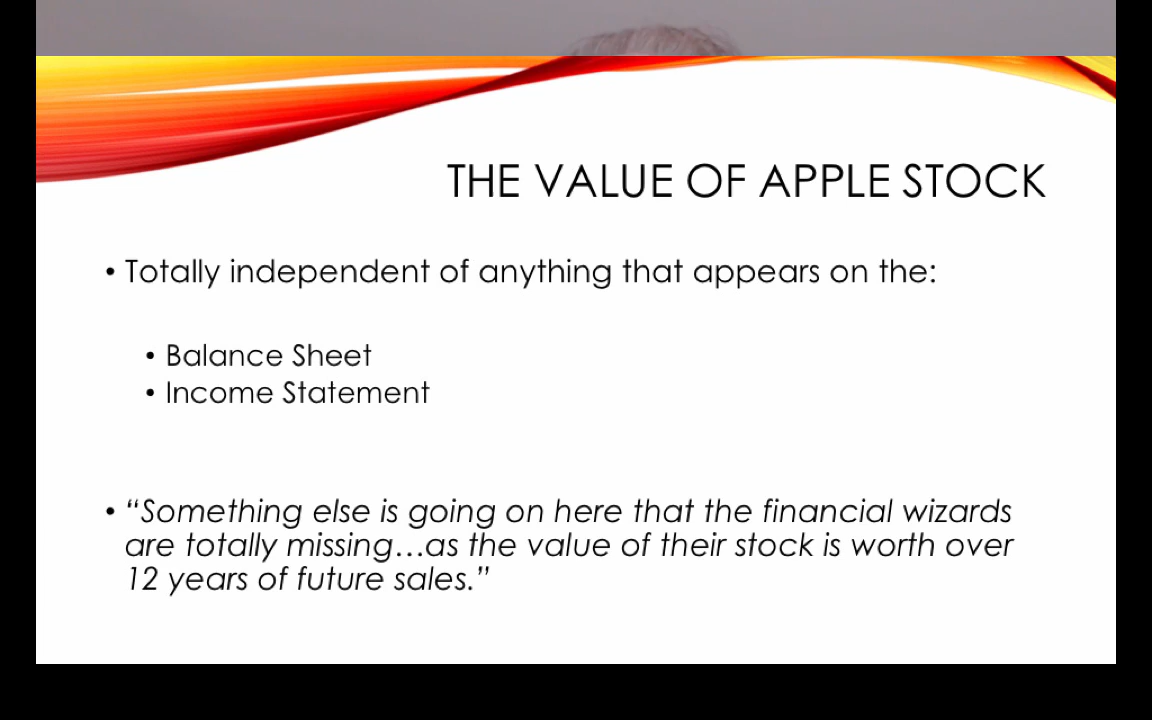 THE VALUE OF APPLE STOCK
• Totally independent of anything that appears on the:
• Balance Sheet
• Income Statement
• “Something else is going on here that the financial wizards
are totally missing…as the value of their stock is worth over
12 years of future sales.”